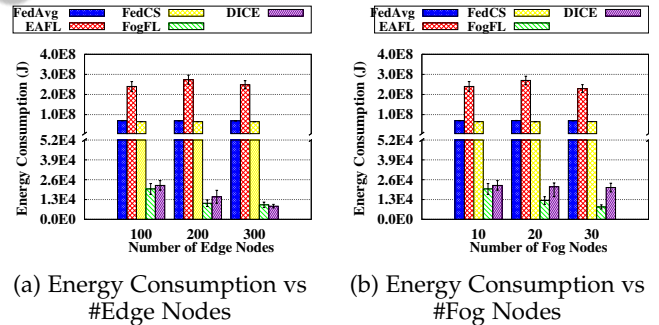 FedAvg FedCS DICE
EAFL FogFL
Energy Consumption (J)
4.0E8
3.0E8
2.0E8
1.0E8
5.2E4
3.9E4
2.6E4
1.3E4
0.0E0
100 200 300
Number of Edge Nodes
(a) Energy Consumption vs
#Edge Nodes
FedAvg FedCS DICE
EAFL FogFL
Energy Consumption (J)
4.0E8
3.0E8
2.0E8
1.0E8
5.2E4
3.9E4
2.6E4
1.3E4
0.0E0
10 20 30
Number of Fog Nodes
(b) Energy Consumption vs
#Fog Nodes